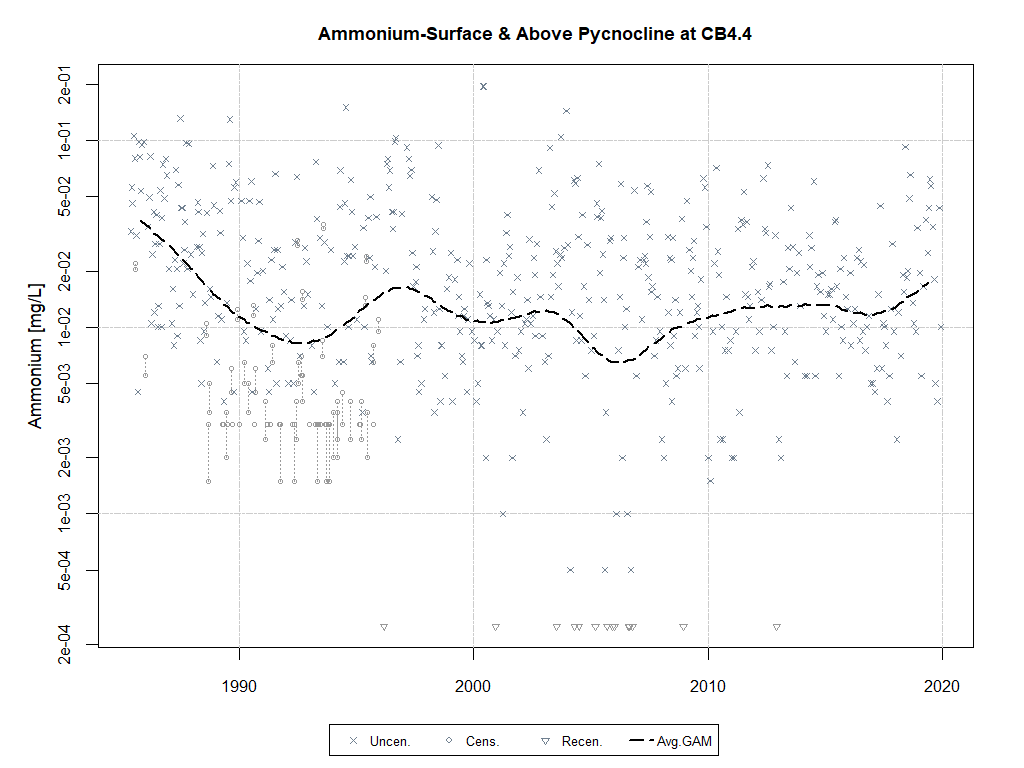 Ammonium-Surface & Above Pycnocline at CB4.4
Ammonium [mg/L]
2e-01
1e-01
5e-02
2e-02
1e-02
5e-03
2e-03
1e-03
5e-04
2e-04
1990 2000 2010 2020
Uncen. Cens. Recen. Avg.GAM